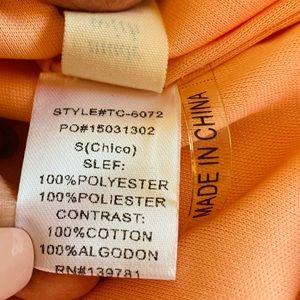 STYLE#TC-6072
PO#15031302
S(Chico)
SLEF:
100%POLYESTER
100%POLIESTER
CONTRAST:
100%COTTON
100%ALGODON
RN#139781
MADE IN CHINA